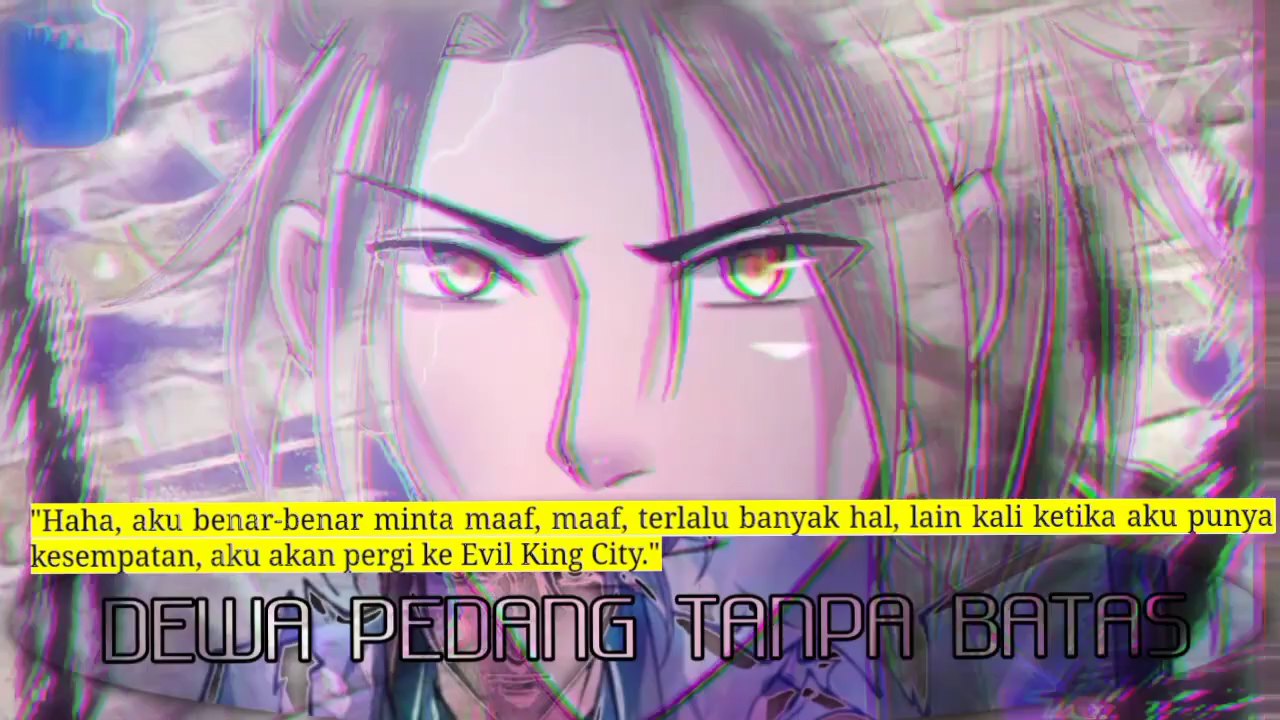 "Haha, aku benar-benar minta maaf, maaf, terlalu banyak hal, lain kali ketika aku punya
kesempatan, aku akan pergi ke Evil King City."
DEWA PEDANG TANPA BATAS